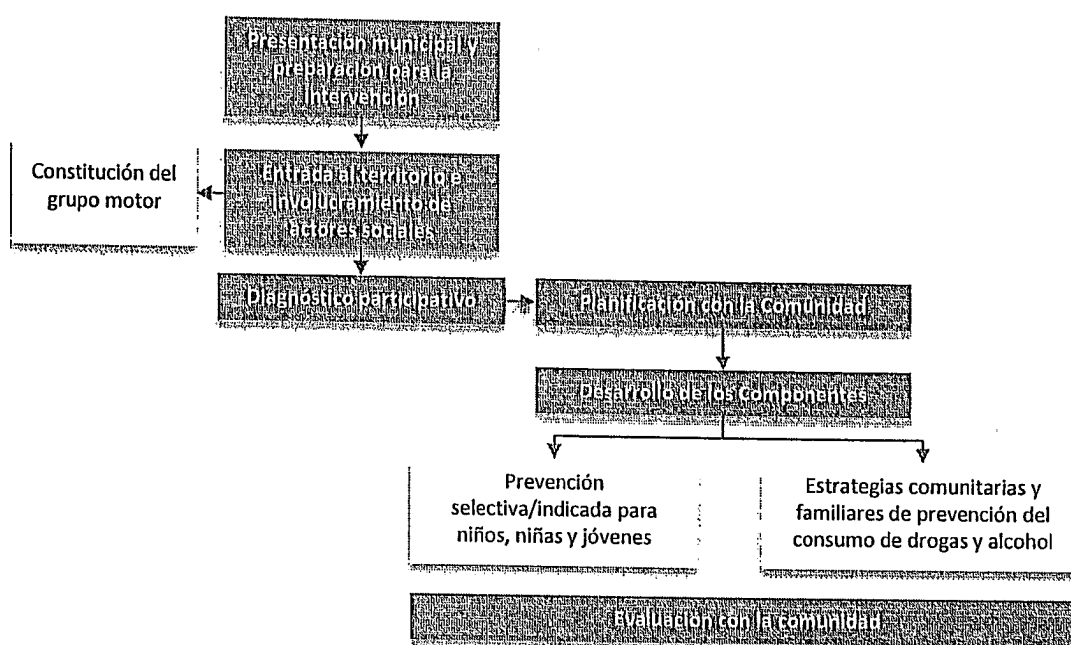 Presentación municipal y
preparación para la
intervención
Constitución del
grupo motor
Entrada al territorio e
involucramiento de
actores sociales
Diagnóstico participativo
Planificación con la Comunidad
Desarrollo de los Componentes
Prevención
selectiva/indicada para
niños, niñas y jóvenes
Estrategias comunitarias y
familiares de prevención del
consumo de drogas y alcohol
Evaluación con la comunidad